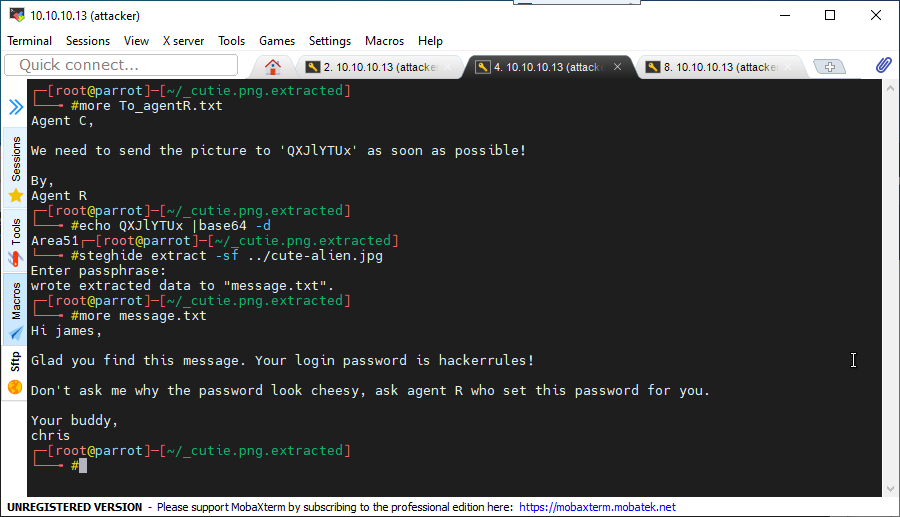 10.10.10.13 (attacker)
Terminal Sessions View X server Tools Games Settings Macros Help
Quick connect...
2. 10.10.10.13 (attacke
4. 10.10.10.13 (attack
8. 10.10.10.13 (attacke
Sessions
Tools
Macros
Sftp
┌─[root@parrot]─[~/_cutie.png.extracted]
└──╼ #more To_agentR.txt
Agent C,
We need to send the picture to 'QXJlYTUx' as soon as possible!
By,
Agent R
┌─[root@parrot]─[~/_cutie.png.extracted]
└──╼ #echo QXJlYTUx |base64 -d
Area51┌─[root@parrot]─[~/_cutie.png.extracted]
└──╼ #steghide extract -sf ../cute-alien.jpg
Enter passphrase:
wrote extracted data to "message.txt".
┌─[root@parrot]─[~/_cutie.png.extracted]
└──╼ #more message.txt
Hi james,
Glad you find this message. Your login password is hackerrules!
Don't ask me why the password look cheesy, ask agent R who set this password for you.
Your buddy,
chris
┌─[root@parrot]─[~/_cutie.png.extracted]
└──╼ #
UNREGISTERED VERSION - Please support MobaXterm by subscribing to the professional edition here: https://mobaxterm.mobatek.net